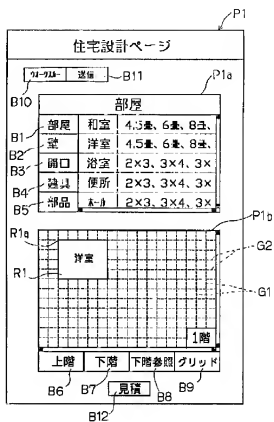 P1
住宅設計ページ
ウォークスルー 送信 B11
B10
P1a
部屋
B1 部屋 和室 4.5畳、6畳、8畳、
B2 壁 洋室 4.5畳、6畳、8畳、
B3 開口 浴室 2×3、3×4、3×
B4 建具 便所 2×3、3×4、3×
B5 部品 ホール 2×3、3×4、3×
P1b
R1a
洋室
G2
R1
G1
1階
上階 下階 下階参照 グリッド
B6 B7 B8 B9
見積
B12